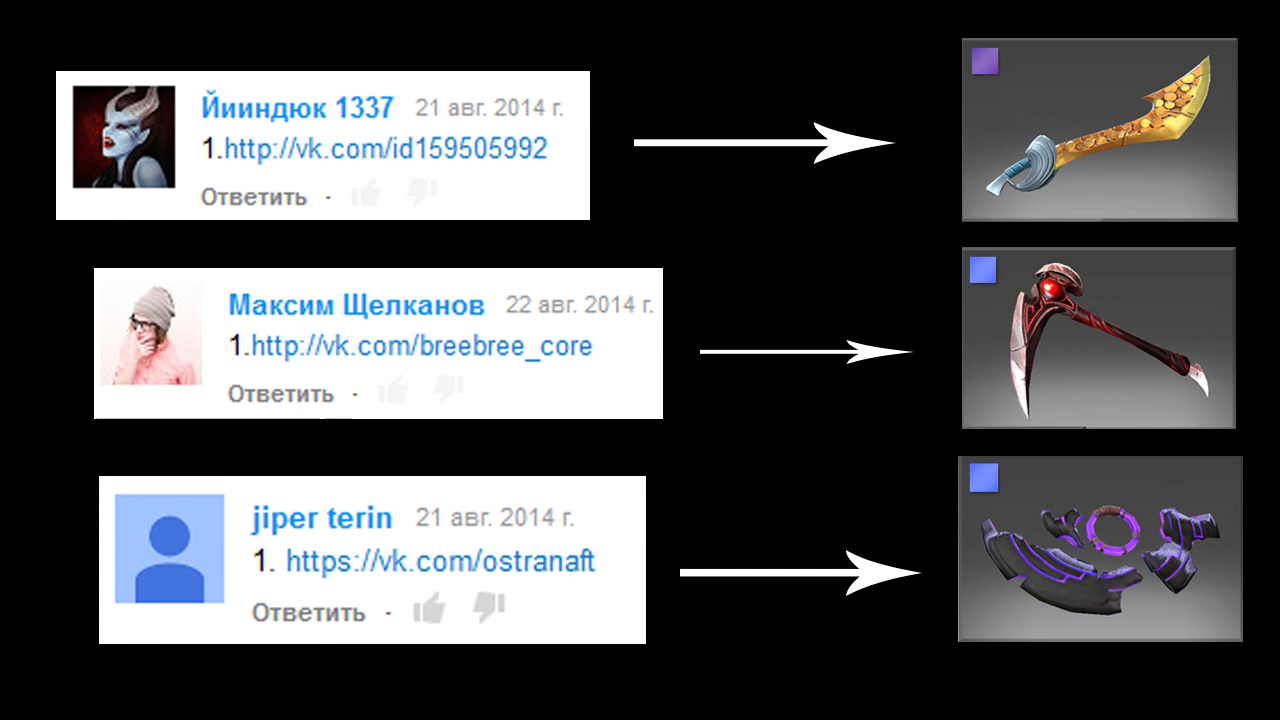 Йииндюк 1337 21 авг. 2014 г.
1.http://vk.com/id159505992
Ответить ·
Максим Щелканов 22 авг. 2014 г.
1.http://vk.com/breebree_core
Ответить ·
jiper terin 21 авг. 2014 г.
1. https://vk.com/ostranaft
Ответить ·